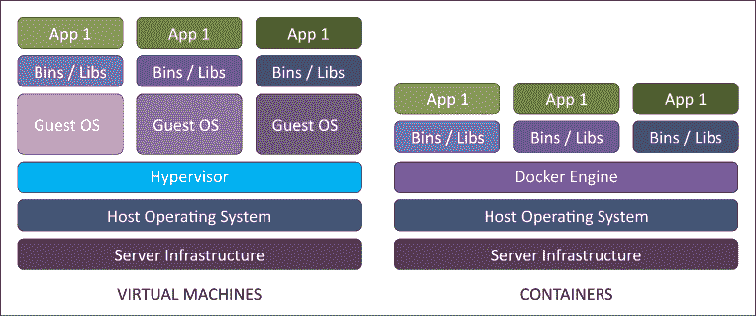 App 1
App 1
App 1
Bins / Libs
Bins / Libs
Bins / Libs
Guest OS
Guest OS
Guest OS
Hypervisor
Host Operating System
Server Infrastructure
VIRTUAL MACHINES
App 1
App 1
App 1
Bins / Libs
Bins / Libs
Bins / Libs
Docker Engine
Host Operating System
Server Infrastructure
CONTAINERS